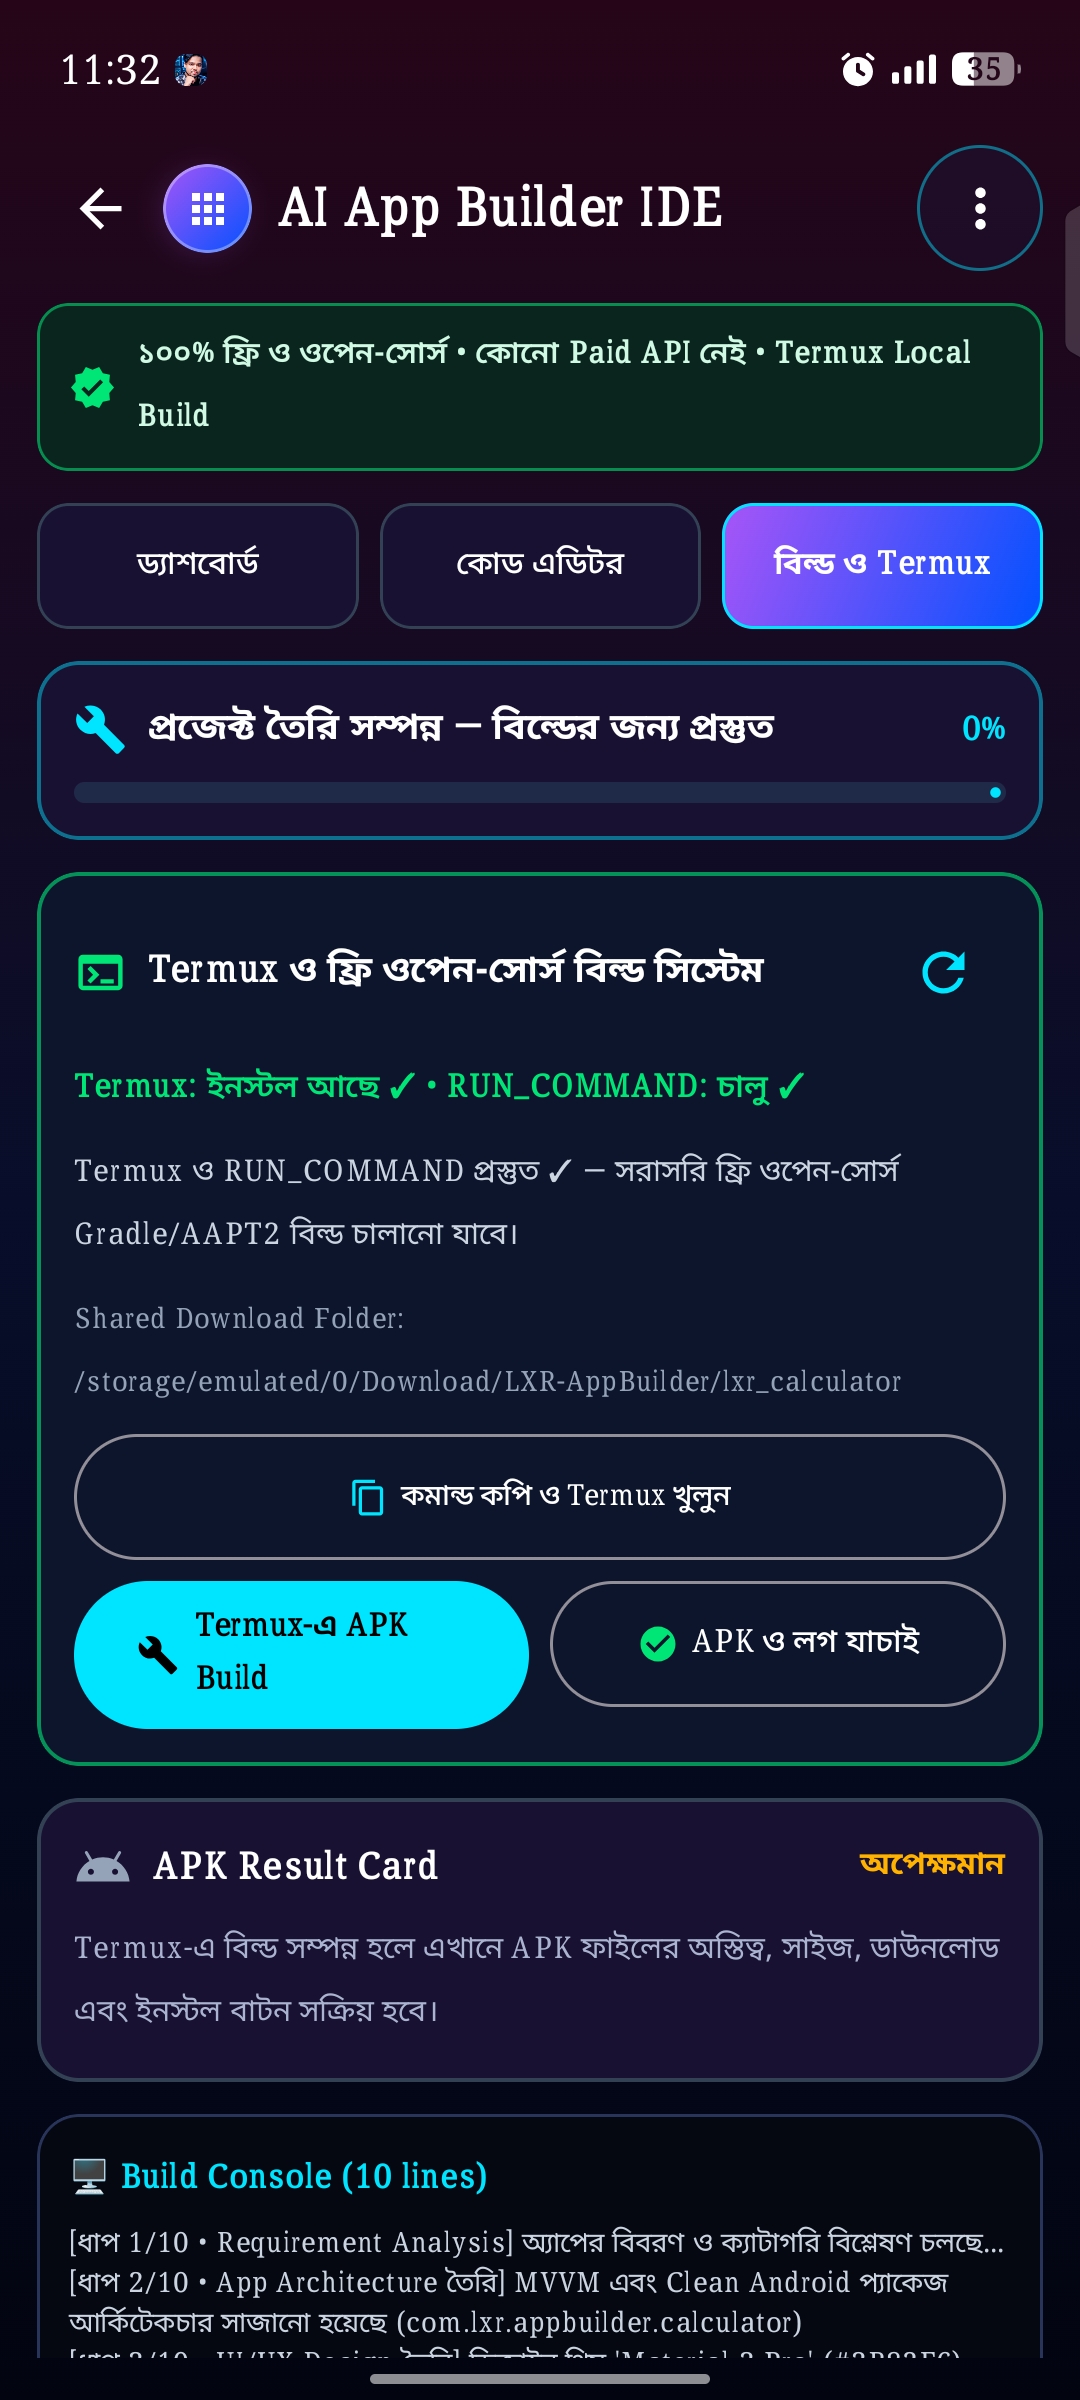 11:32
35
AI App Builder IDE
১০০% ফ্রি ও ওপেন-সোর্স • কোনো Paid API নেই • Termux Local
Build
ড্যাশবোর্ড
কোড এডিটর
বিল্ড ও Termux
প্রজেক্ট তৈরি সম্পন্ন — বিল্ডের জন্য প্রস্তুত
0%
Termux ও ফ্রি ওপেন-সোর্স বিল্ড সিস্টেম
Termux: ইনস্টল আছে ✓ • RUN_COMMAND: চালু ✓
Termux ও RUN_COMMAND প্রস্তুত ✓ — সরাসরি ফ্রি ওপেন-সোর্স
Gradle/AAPT2 বিল্ড চালানো যাবে।
Shared Download Folder:
/storage/emulated/0/Download/LXR-AppBuilder/lxr_calculator
কমান্ড কপি ও Termux খুলুন
Termux-এ APK
Build
APK ও লগ যাচাই
APK Result Card
অপেক্ষমান
Termux-এ বিল্ড সম্পন্ন হলে এখানে APK ফাইলের অস্তিত্ব, সাইজ, ডাউনলোড
এবং ইনস্টল বাটন সক্রিয় হবে।
Build Console (10 lines)
[ধাপ 1/10 • Requirement Analysis] অ্যাপের বিবরণ ও ক্যাটাগরি বিশ্লেষণ চলছে...
[ধাপ 2/10 • App Architecture তৈরি] MVVM এবং Clean Android প্যাকেজ
আর্কিটেকচার সাজানো হয়েছে (com.lxr.appbuilder.calculator)